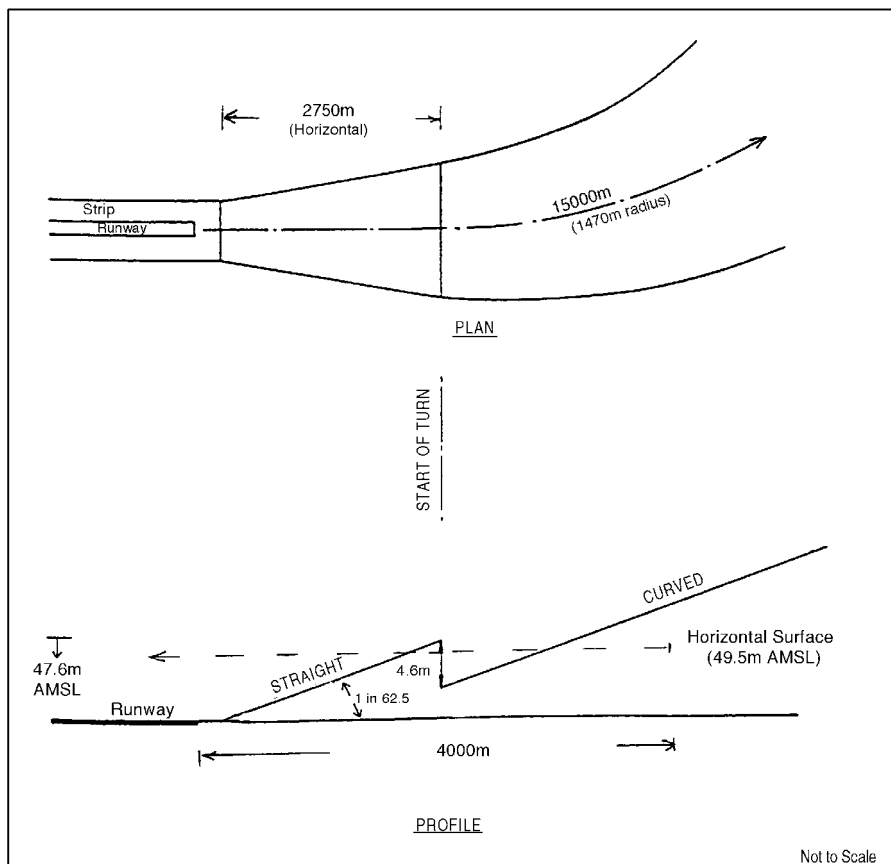 2750m
(Horizontal)
Strip
Runway
15000m
(1470m radius)
PLAN
START OF TURN
CURVED
47.6m
AMSL
STRAIGHT
4.6m
Horizontal Surface
(49.5m AMSL)
1 in 62.5
Runway
4000m
PROFILE
Not to Scale